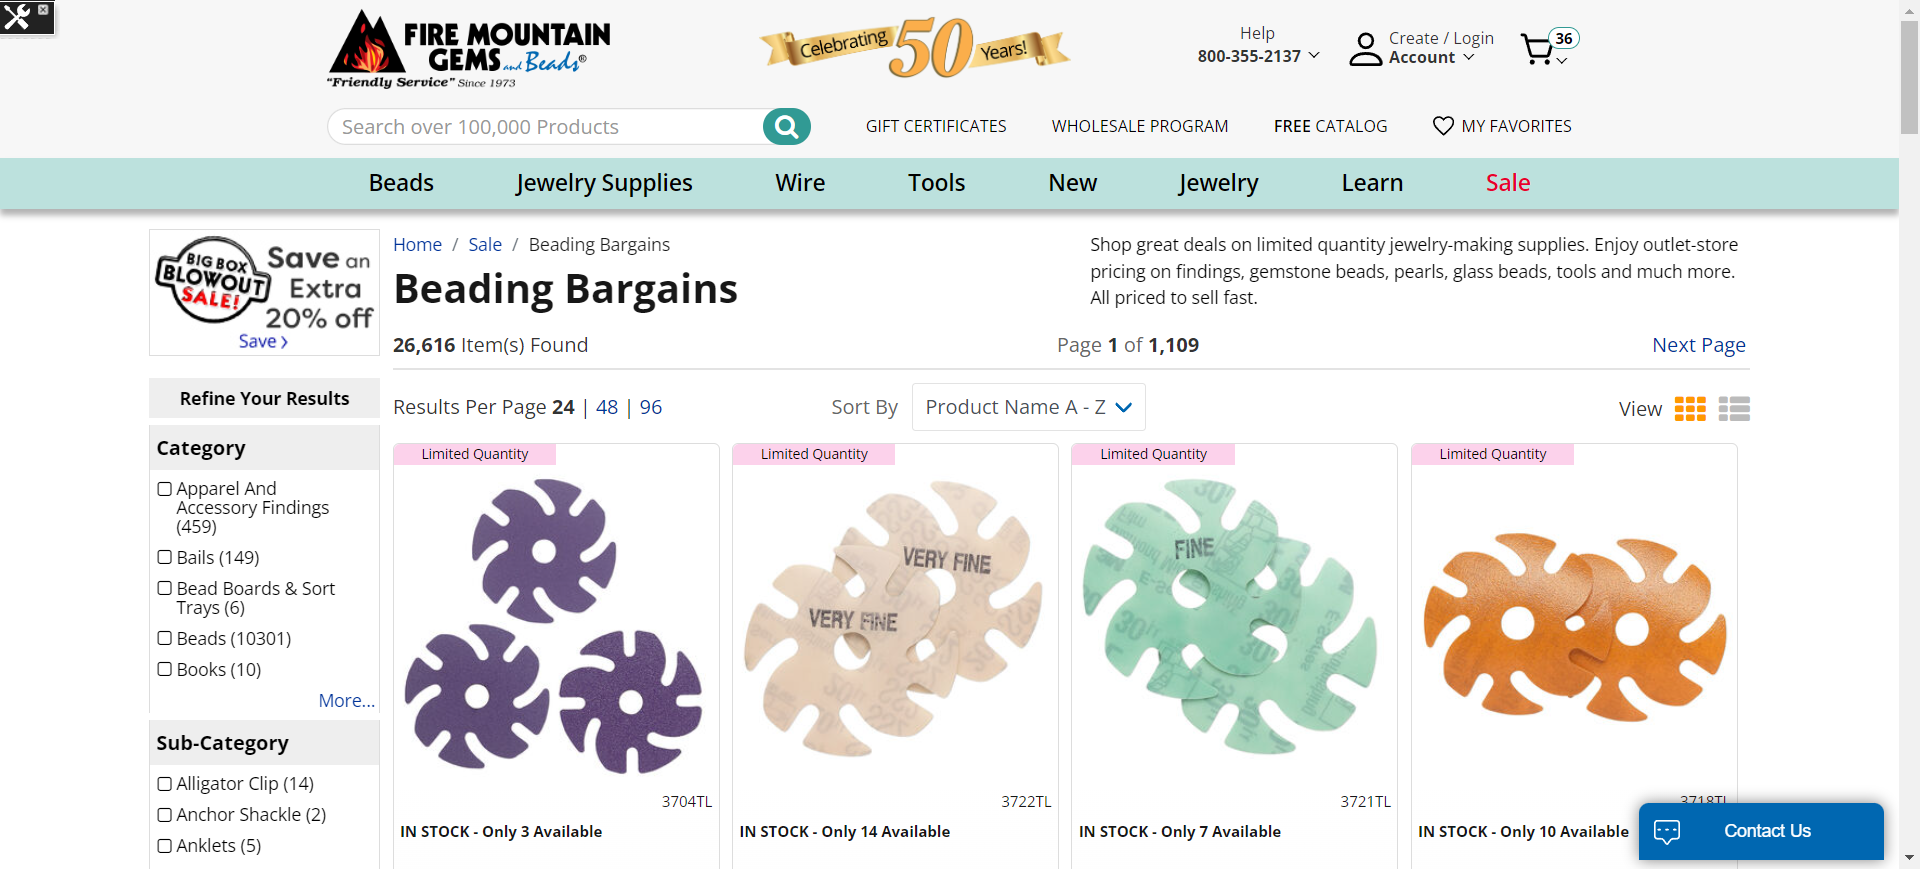 FIRE MOUNTAIN
GEMS and Beads®
"Friendly Service" Since 1973
Celebrating 50 Years!
Help
800-355-2137
Create / Login
Account
36
Search over 100,000 Products
GIFT CERTIFICATES
WHOLESALE PROGRAM
FREE CATALOG
MY FAVORITES
Beads
Jewelry Supplies
Wire
Tools
New
Jewelry
Learn
Sale
BIG BOX
BLOWOUT
SALE!
Save an
Extra
20% off
Save >
Home / Sale / Beading Bargains
Beading Bargains
Shop great deals on limited quantity jewelry-making supplies. Enjoy outlet-store
pricing on findings, gemstone beads, pearls, glass beads, tools and much more.
All priced to sell fast.
26,616 Item(s) Found
Page 1 of 1,109
Next Page
Refine Your Results
Category
Apparel And
Accessory Findings
(459)
Bails (149)
Bead Boards & Sort
Trays (6)
Beads (10301)
Books (10)
More...
Sub-Category
Alligator Clip (14)
Anchor Shackle (2)
Anklets (5)
Results Per Page 24 | 48 | 96
Sort By
Product Name A - Z
View
Limited Quantity
3704TL
IN STOCK - Only 3 Available
Limited Quantity
VERY FINE
VERY FINE
3722TL
IN STOCK - Only 14 Available
Limited Quantity
FINE
3721TL
IN STOCK - Only 7 Available
Limited Quantity
3718TL
IN STOCK - Only 10 Available
Contact Us